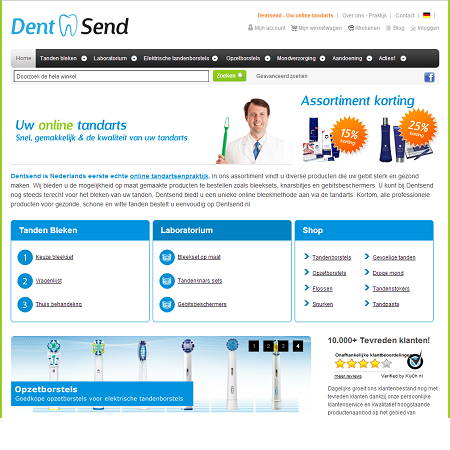 Dent Send
Dentsend - Uw online tandarts | Over ons - Praktijk | Contact |
Mijn account Mijn winkelwagen Afrekenen Blog Inloggen
Home Tanden bleken Laboratorium Elektrische tandenborstels Opzetborstels Mondverzorging Aandoening Acties!
Doorzoek de hele winkel Zoeken Geavanceerd zoeken
Assortiment korting
15% korting
25% korting
Uw online tandarts
Snel, gemakkelijk & de kwaliteit van uw tandarts
Dentsend is Nederlands eerste echte online tandartsenpraktijk. In ons assortiment vindt u diverse producten die uw gebit sterk en gezond
maken. Wij bieden u de mogelijkheid op maat gemaakte producten te bestellen zoals bleeksets, knarsbitjes en gebitsbeschermers. U kunt bij Dentsend
nog steeds terecht voor het bleken van uw tanden, Dentsend biedt u een unieke online bleekmethode aan via de tandarts. Kortom, alle professionele
producten voor gezonde, schone en witte tanden bestelt u eenvoudig op Dentsend.nl
Tanden Bleken
1 Keuze bleekset
2 Vragenlijst
3 Thuis behandeling
Laboratorium
Bleekset op maat
Tandenknars sets
Gebitsbeschermers
Shop
Tandenborstels Gevoelige tanden
Opzetborstels Droge mond
Flossen Tandenstokers
Snurken Tandpasta
1 2 3 4
Opzetborstels
Goedkope opzetborstels voor elektrische tandenborstels
10.000+ Tevreden klanti!
Onafhankelijke klantbeoordelingen
meer reviews Verified by Kiyoh.nl
Dagelijks groeit ons klantenbestand nog met
tevreden klanten dankzij onze persoonlijke
klantenservice en kwalitatief hoogstaande
productenaanbod op het gebied van